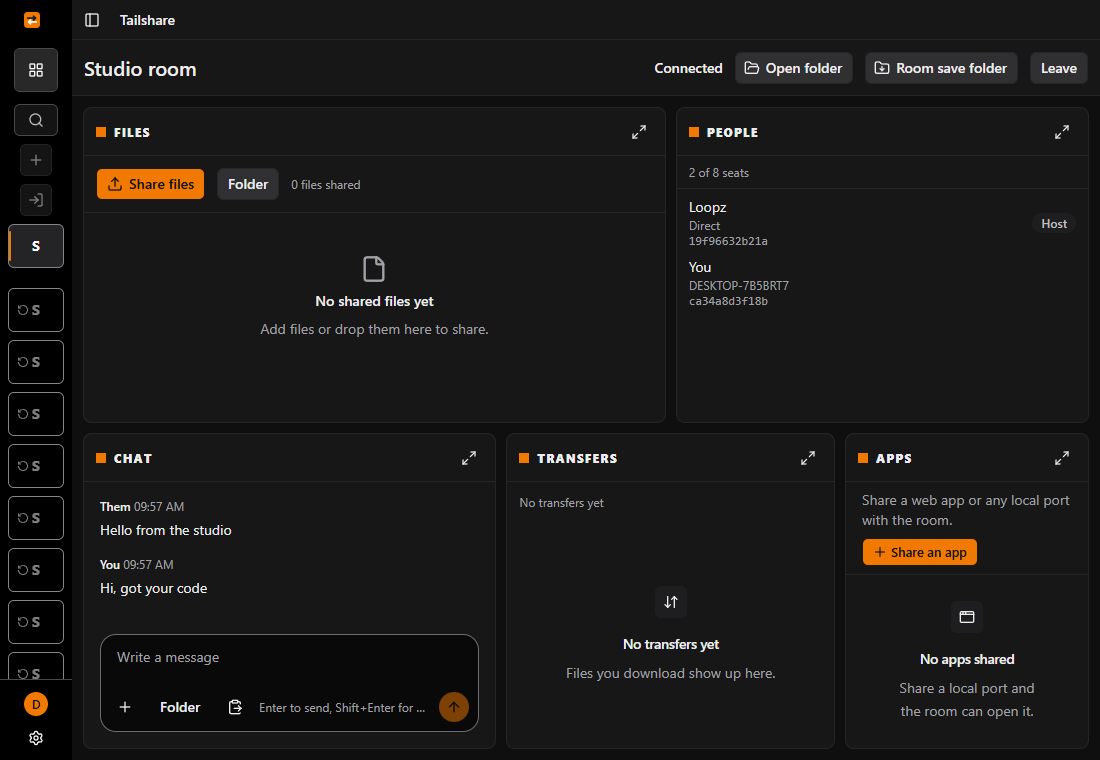 Tailshare
Studio room
Connected
Open folder
Room save folder
Leave
S
S
S
S
S
S
S
S
S
D
FILES
Share files
Folder
0 files shared
No shared files yet
Add files or drop them here to share.
PEOPLE
2 of 8 seats
Loopz
Direct
19f96632b21a
Host
You
DESKTOP-7B5BRT7
ca34a8d3f18b
CHAT
Them 09:57 AM
Hello from the studio
You 09:57 AM
Hi, got your code
Write a message
Folder
Enter to send, Shift+Enter for ...
TRANSFERS
No transfers yet
No transfers yet
Files you download show up here.
APPS
Share a web app or any local port
with the room.
Share an app
No apps shared
Share a local port and
the room can open it.